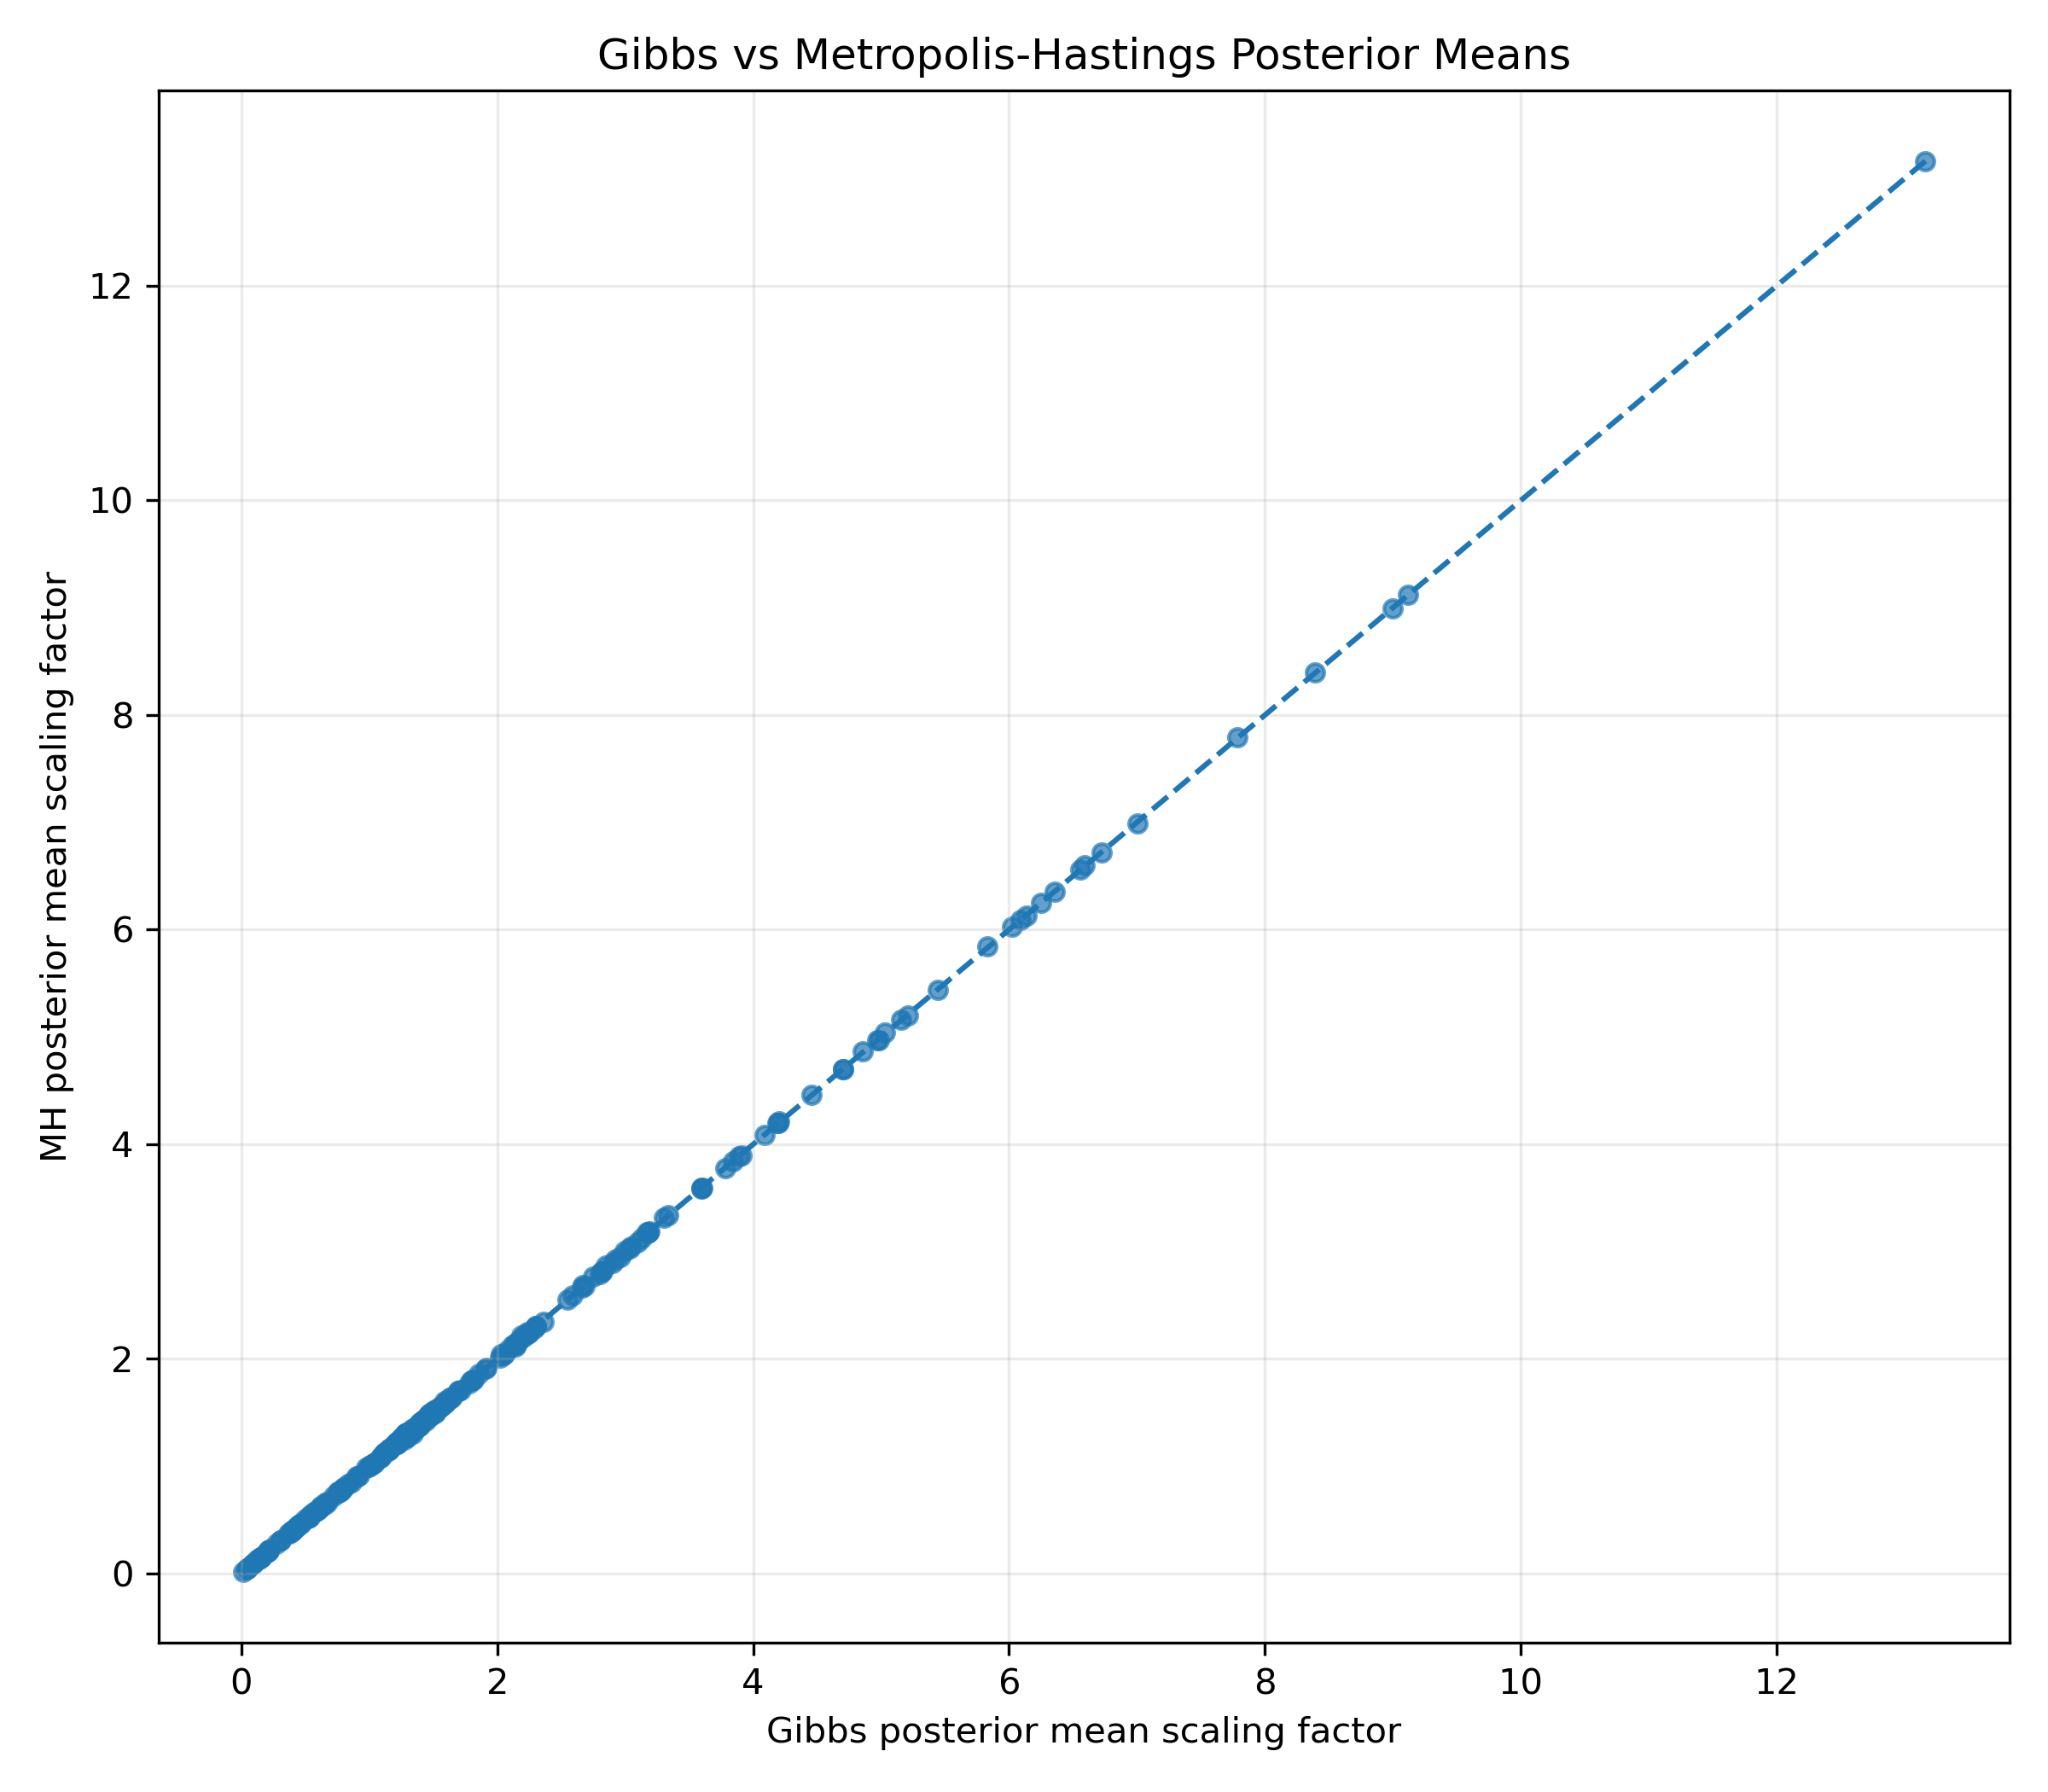 Gibbs vs Metropolis-Hastings Posterior Means
MH posterior mean scaling factor
12
10
8
6
4
2
0
0 2 4 6 8 10 12
Gibbs posterior mean scaling factor